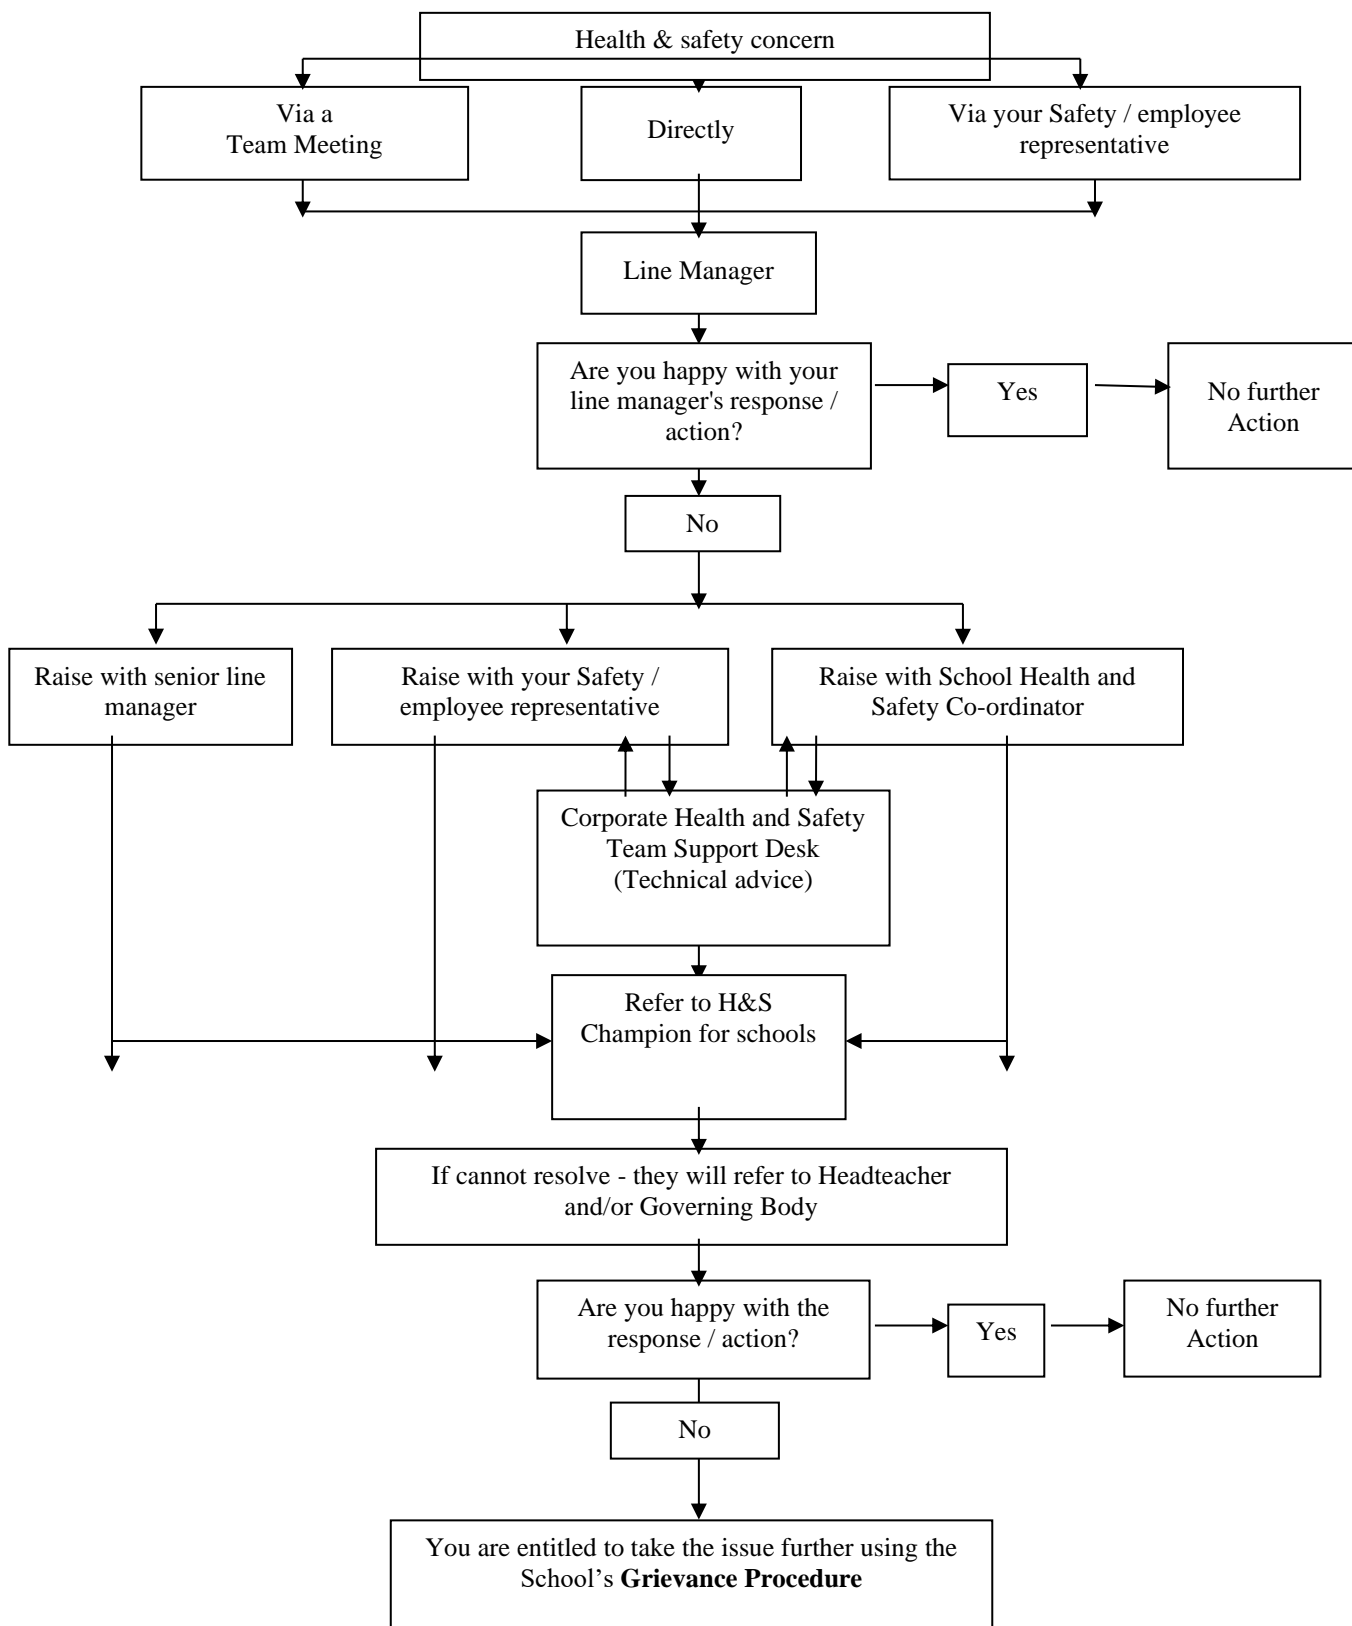 Health & safety concern
Via a
Team Meeting
Directly
Via your Safety / employee
representative
Line Manager
Are you happy with your
line manager's response /
action?
Yes
No further
Action
No
Raise with senior line
manager
Raise with your Safety /
employee representative
Raise with School Health and
Safety Co-ordinator
Corporate Health and Safety
Team Support Desk
(Technical advice)
Refer to H&S
Champion for schools
If cannot resolve - they will refer to Headteacher
and/or Governing Body
Are you happy with the
response / action?
Yes
No further
Action
No
You are entitled to take the issue further using the
School’s Grievance Procedure